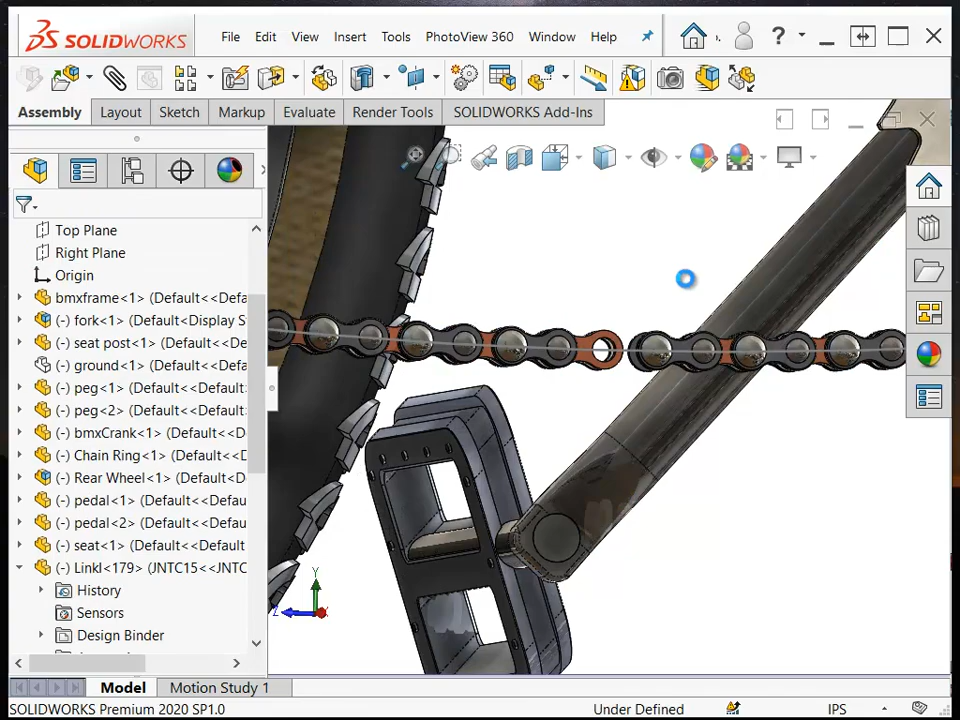 SOLIDWORKS File Edit View Insert Tools PhotoView 360 Window Help ?
Assembly Layout Sketch Markup Evaluate Render Tools SOLIDWORKS Add-Ins
Top Plane
Right Plane
Origin
bmxframe<1> (Default<<Defa
(-) fork<1> (Default<Display S
(-) seat post<1> (Default<<Def
(-) ground<1> (Default<<Defa
(-) peg<1> (Default<<Default
(-) peg<2> (Default<<Default
(-) bmxCrank<1> (Default<<D
(-) Chain Ring<1> (Default<<
(-) Rear Wheel<1> (Default<D
(-) pedal<1> (Default<<Defau
(-) pedal<2> (Default<<Defau
(-) seat<1> (Default<<Default
(-) LinkI<179> (JNTC15<<JNTC
History
Sensors
Design Binder
Y
Z
Model Motion Study 1
SOLIDWORKS Premium 2020 SP1.0 Under Defined IPS